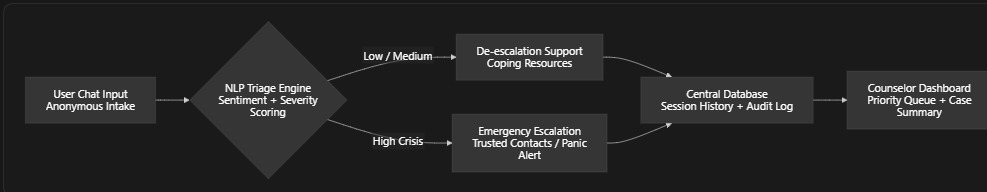 User Chat Input
Anonymous Intake
NLP Triage Engine
Sentiment + Severity
Scoring
Low / Medium
High Crisis
De-escalation Support
Coping Resources
Emergency Escalation
Trusted Contacts / Panic
Alert
Central Database
Session History + Audit Log
Counselor Dashboard
Priority Queue + Case
Summary